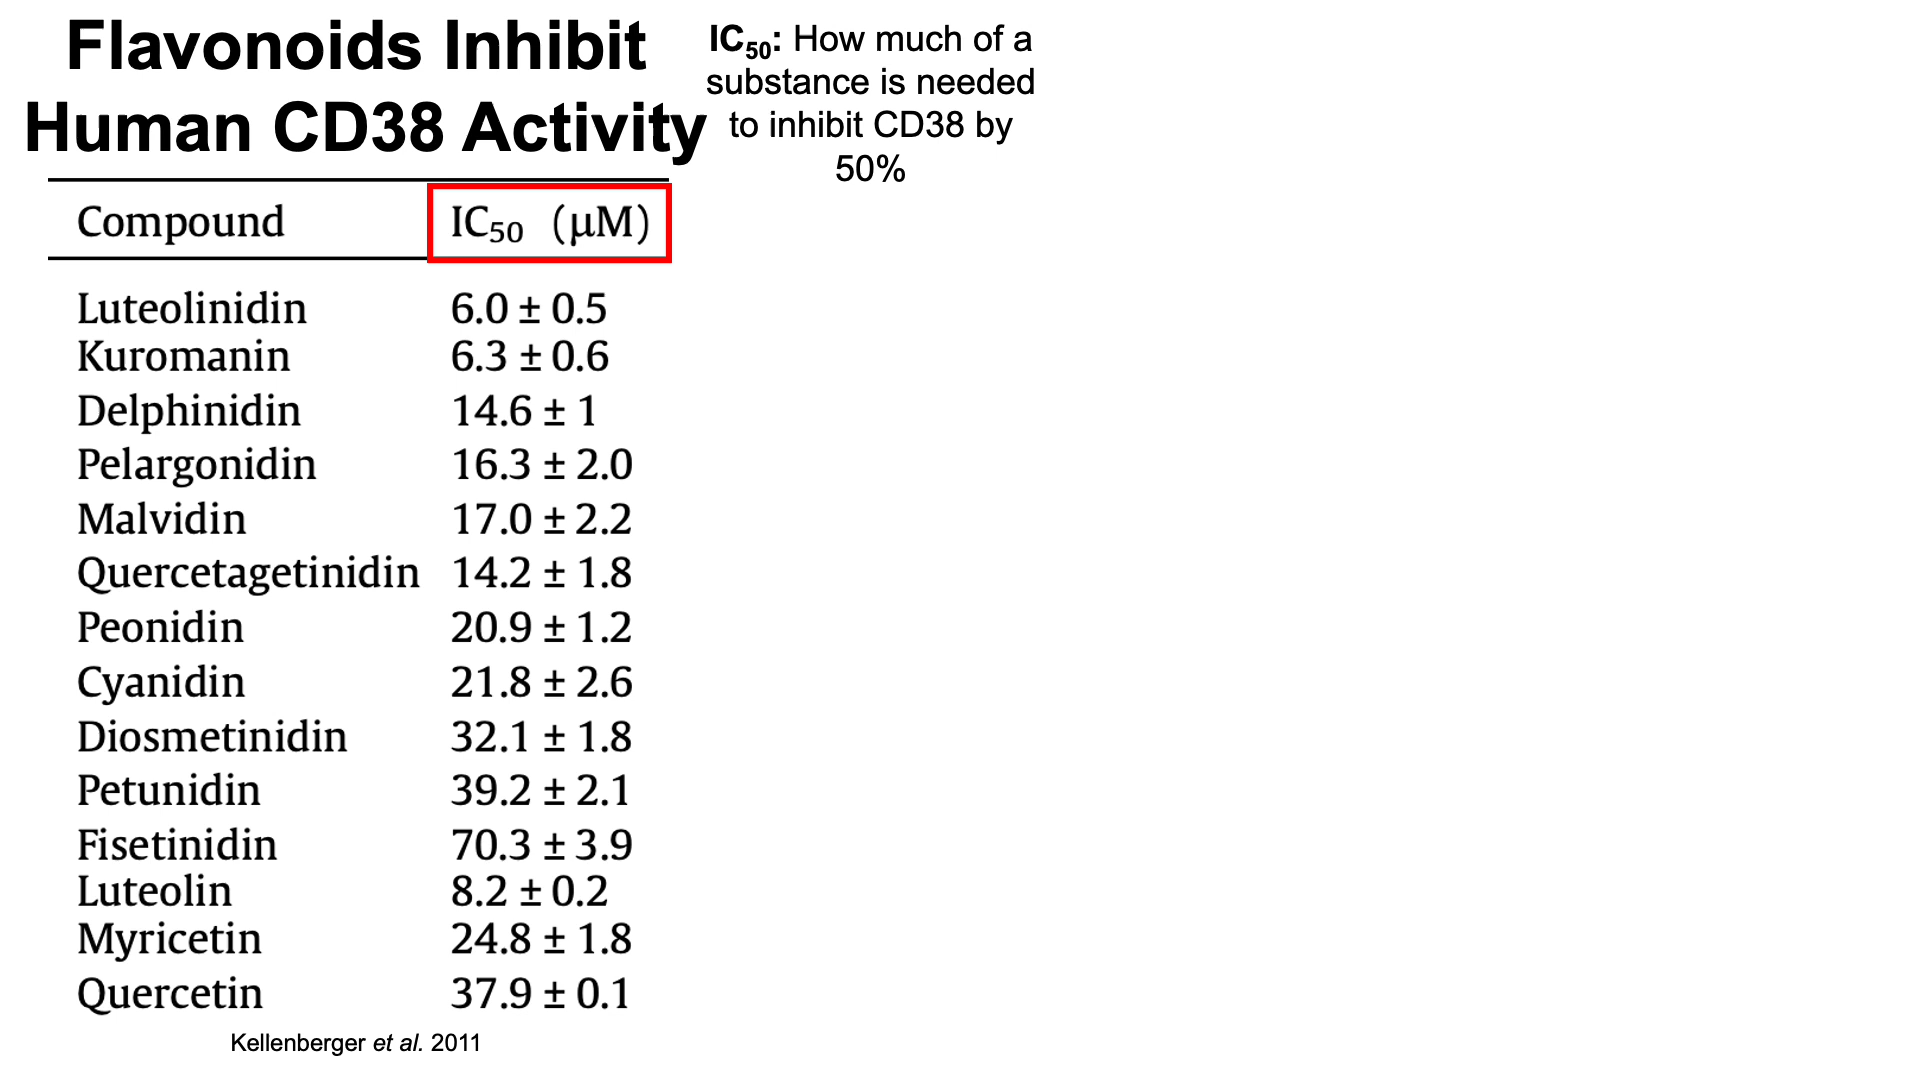 Flavonoids Inhibit
Human CD38 Activity
IC50: How much of a
substance is needed
to inhibit CD38 by
50%
Compound IC50 (µM)
Luteolinidin 6.0 ± 0.5
Kuromanin 6.3 ± 0.6
Delphinidin 14.6 ± 1
Pelargonidin 16.3 ± 2.0
Malvidin 17.0 ± 2.2
Quercetagetinidin 14.2 ± 1.8
Peonidin 20.9 ± 1.2
Cyanidin 21.8 ± 2.6
Diosmetinidin 32.1 ± 1.8
Petunidin 39.2 ± 2.1
Fisetinidin 70.3 ± 3.9
Luteolin 8.2 ± 0.2
Myricetin 24.8 ± 1.8
Quercetin 37.9 ± 0.1
Kellenberger et al. 2011